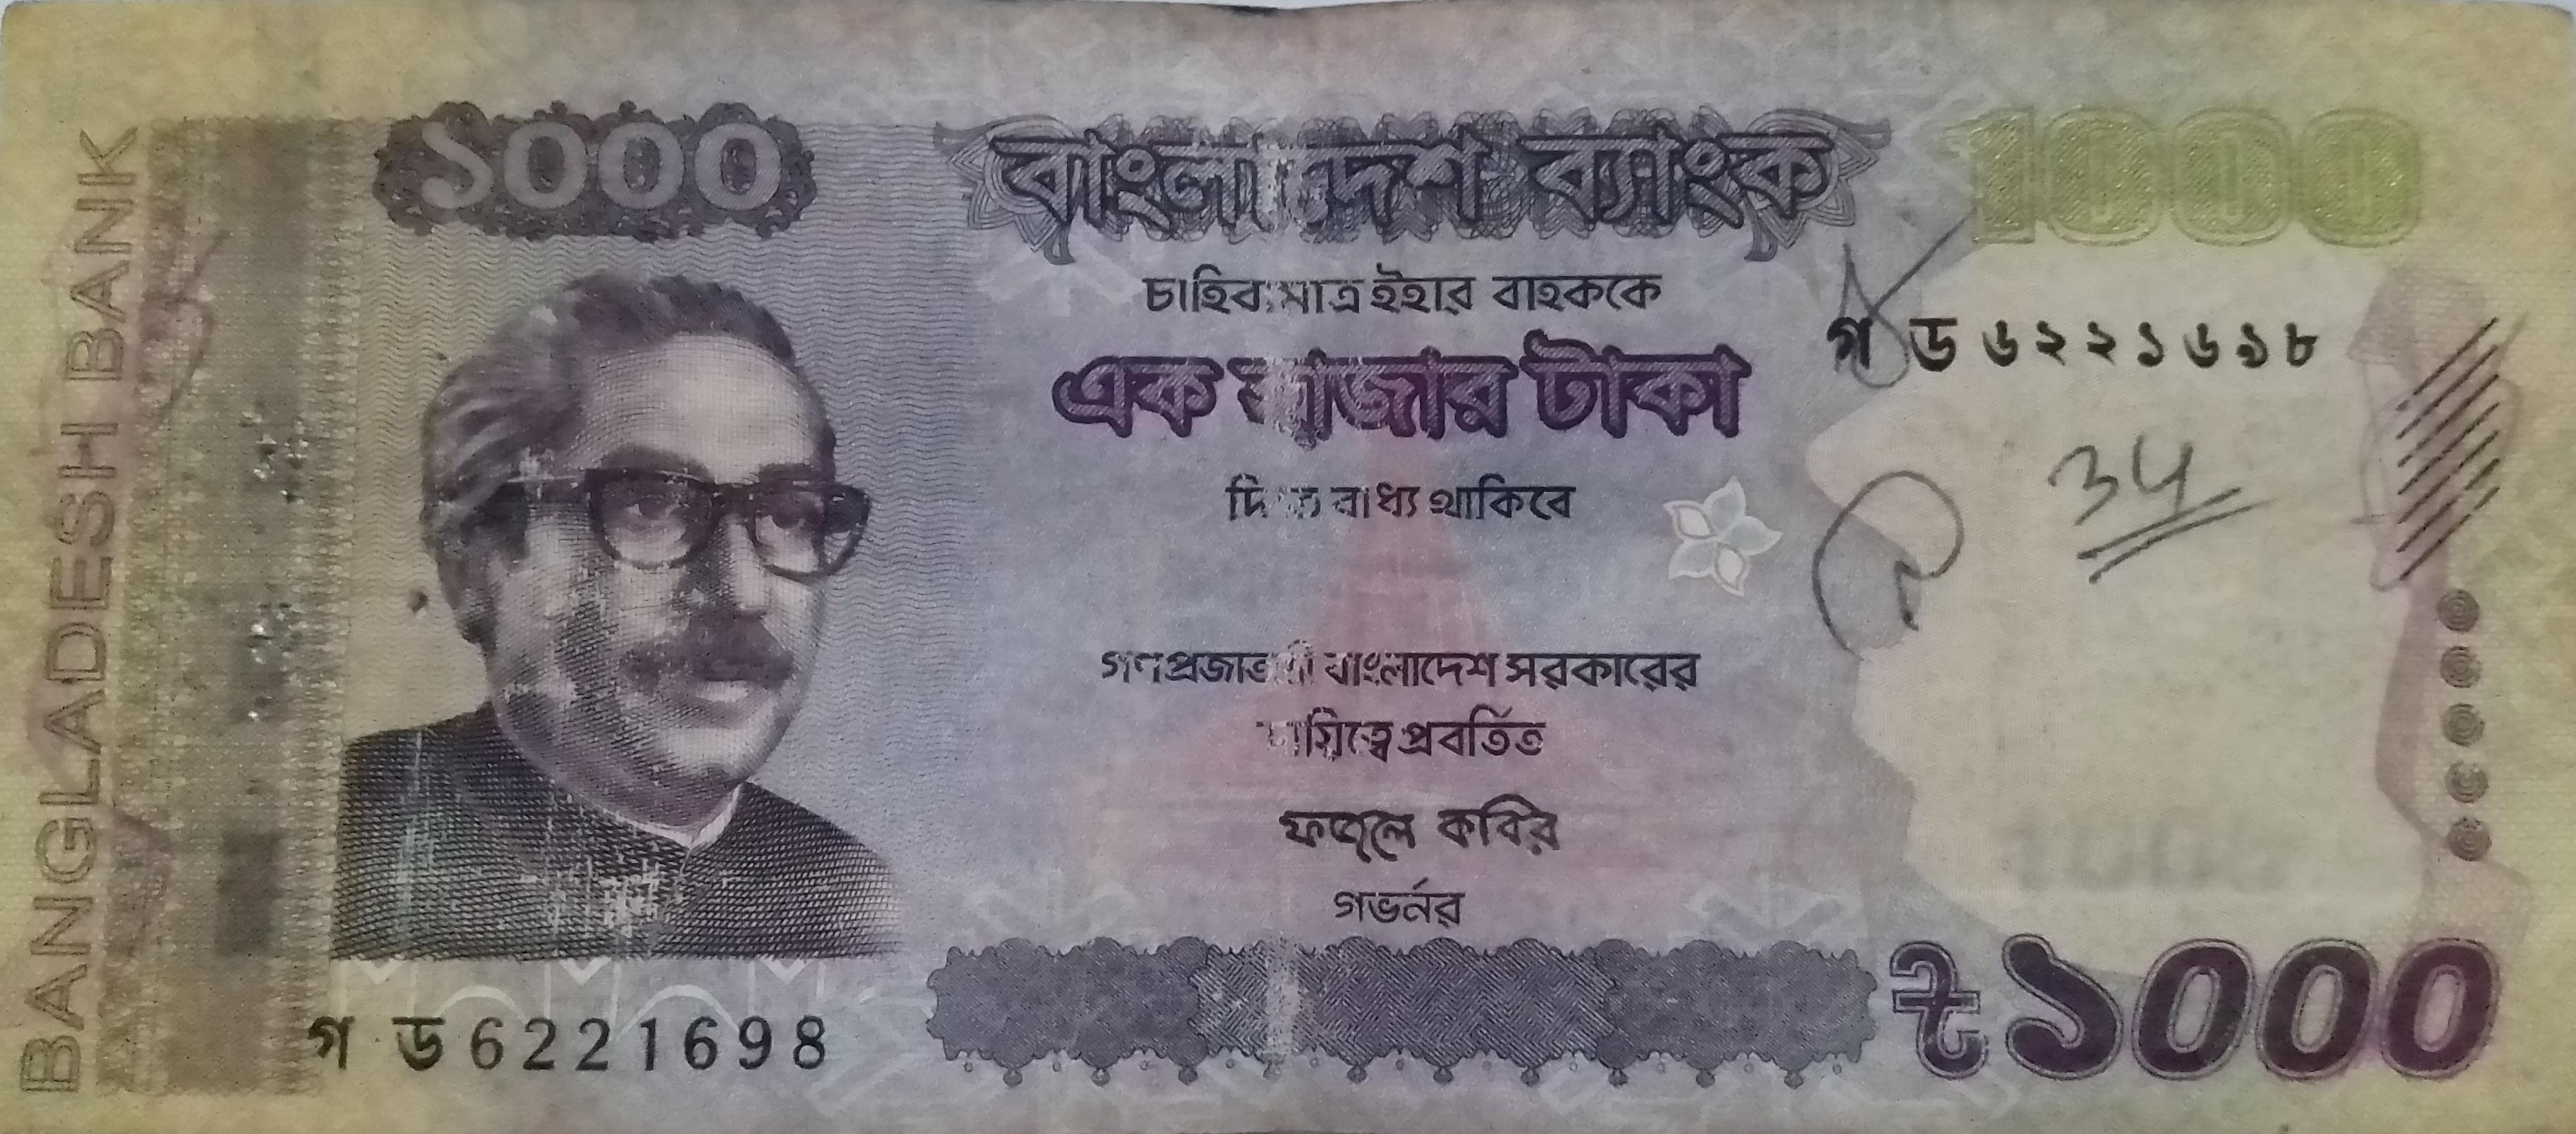 BANGLADESH BANK
১০০০
বাংলাদেশ ব্যাংক
1000
চাহিবামাত্র ইহার বাহককে
গ ড ৬২২১৬৯৮
এক হাজার টাকা
34
দিতে বাধ্য থাকিবে
গণপ্রজাতন্ত্রী বাংলাদেশ সরকারের
দায়িত্বে প্রবর্তিত
ফজলে কবির
গভর্নর
৳১০০০
গ ড 6221698